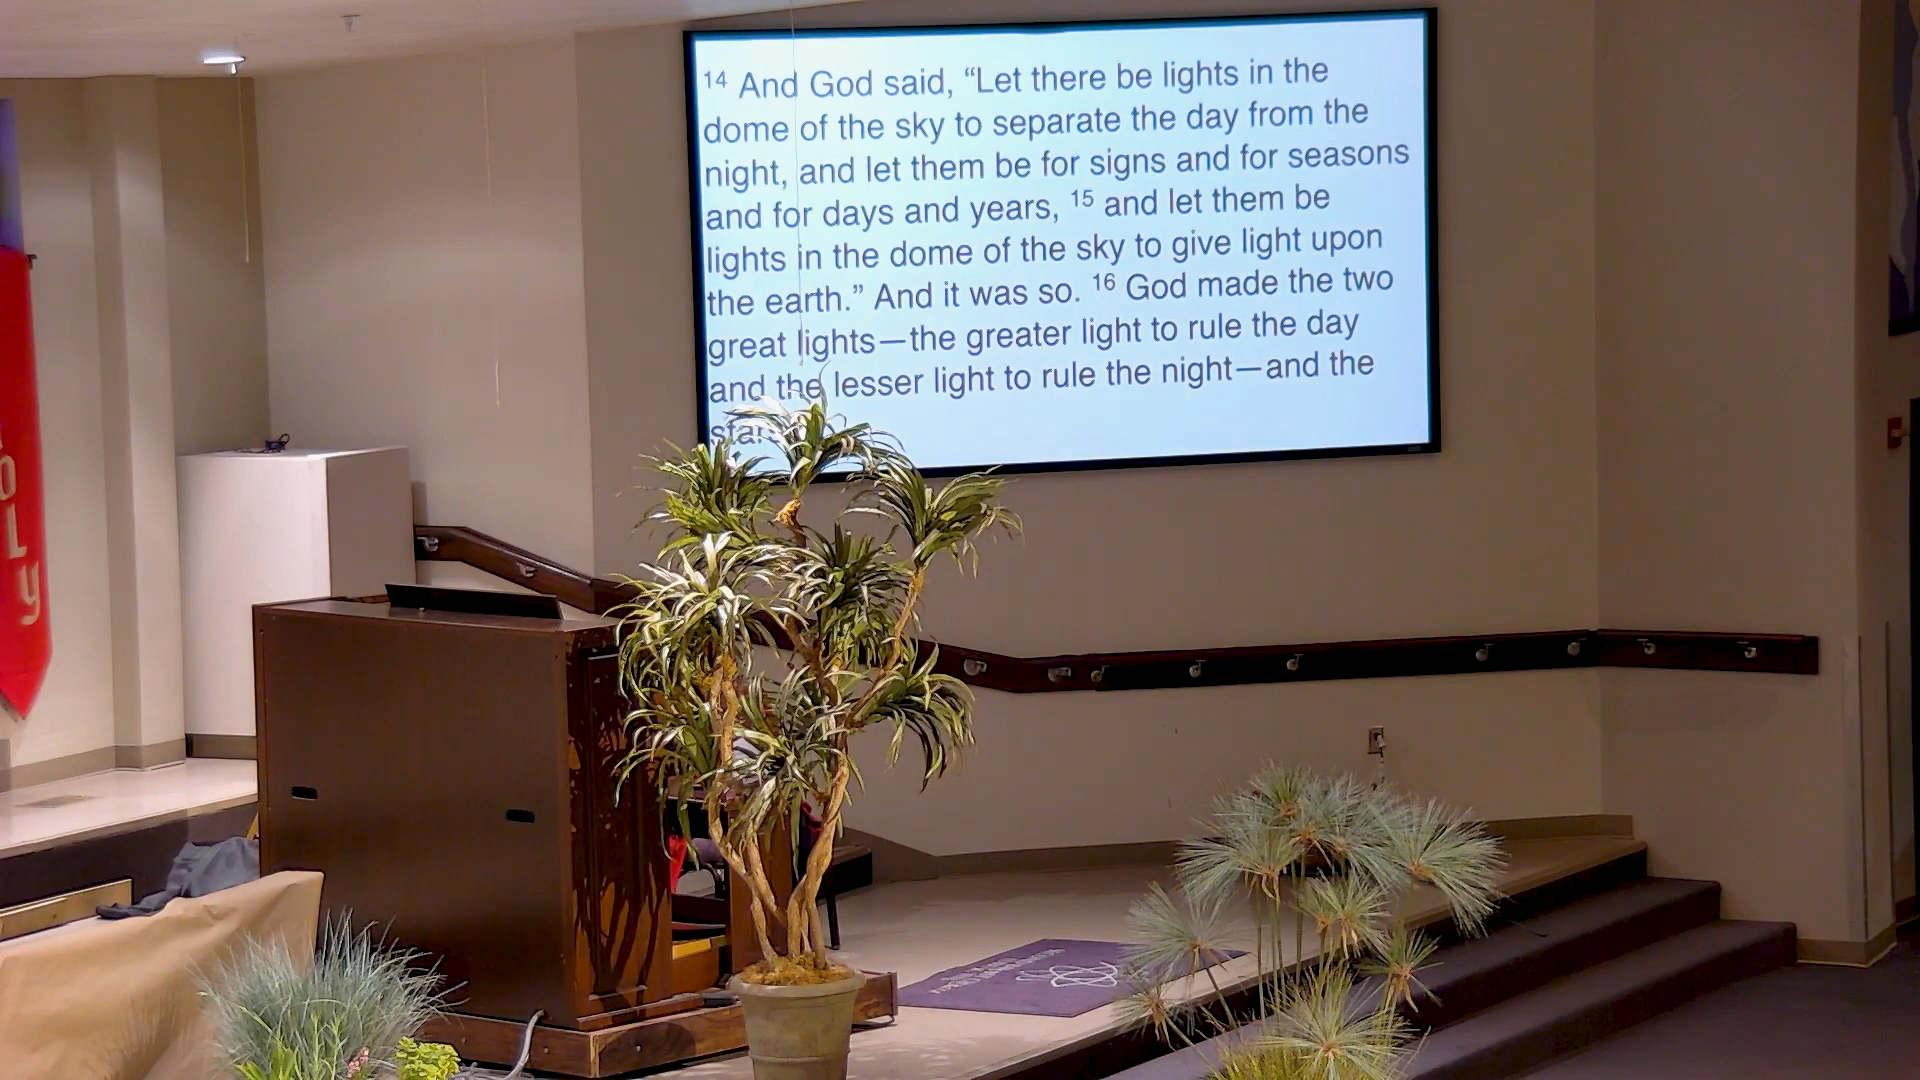 14 And God said, “Let there be lights in the
dome of the sky to separate the day from the
night, and let them be for signs and for seasons
and for days and years, 15 and let them be
lights in the dome of the sky to give light upon
the earth.” And it was so. 16 God made the two
great lights—the greater light to rule the day
and the lesser light to rule the night—and the